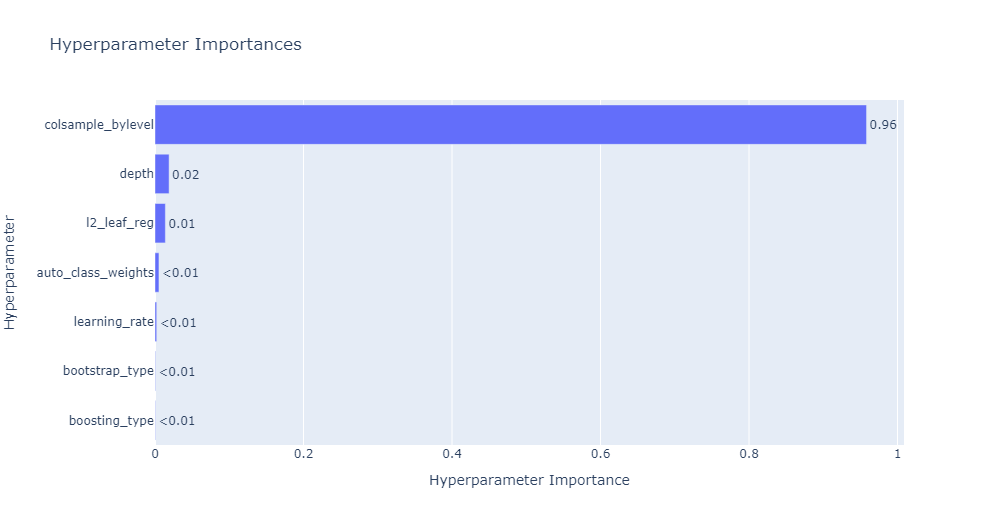 Hyperparameter Importances
Hyperparameter
colsample_bylevel 0.96
depth 0.02
l2_leaf_reg 0.01
auto_class_weights <0.01
learning_rate <0.01
bootstrap_type <0.01
boosting_type <0.01
0 0.2 0.4 0.6 0.8 1
Hyperparameter Importance